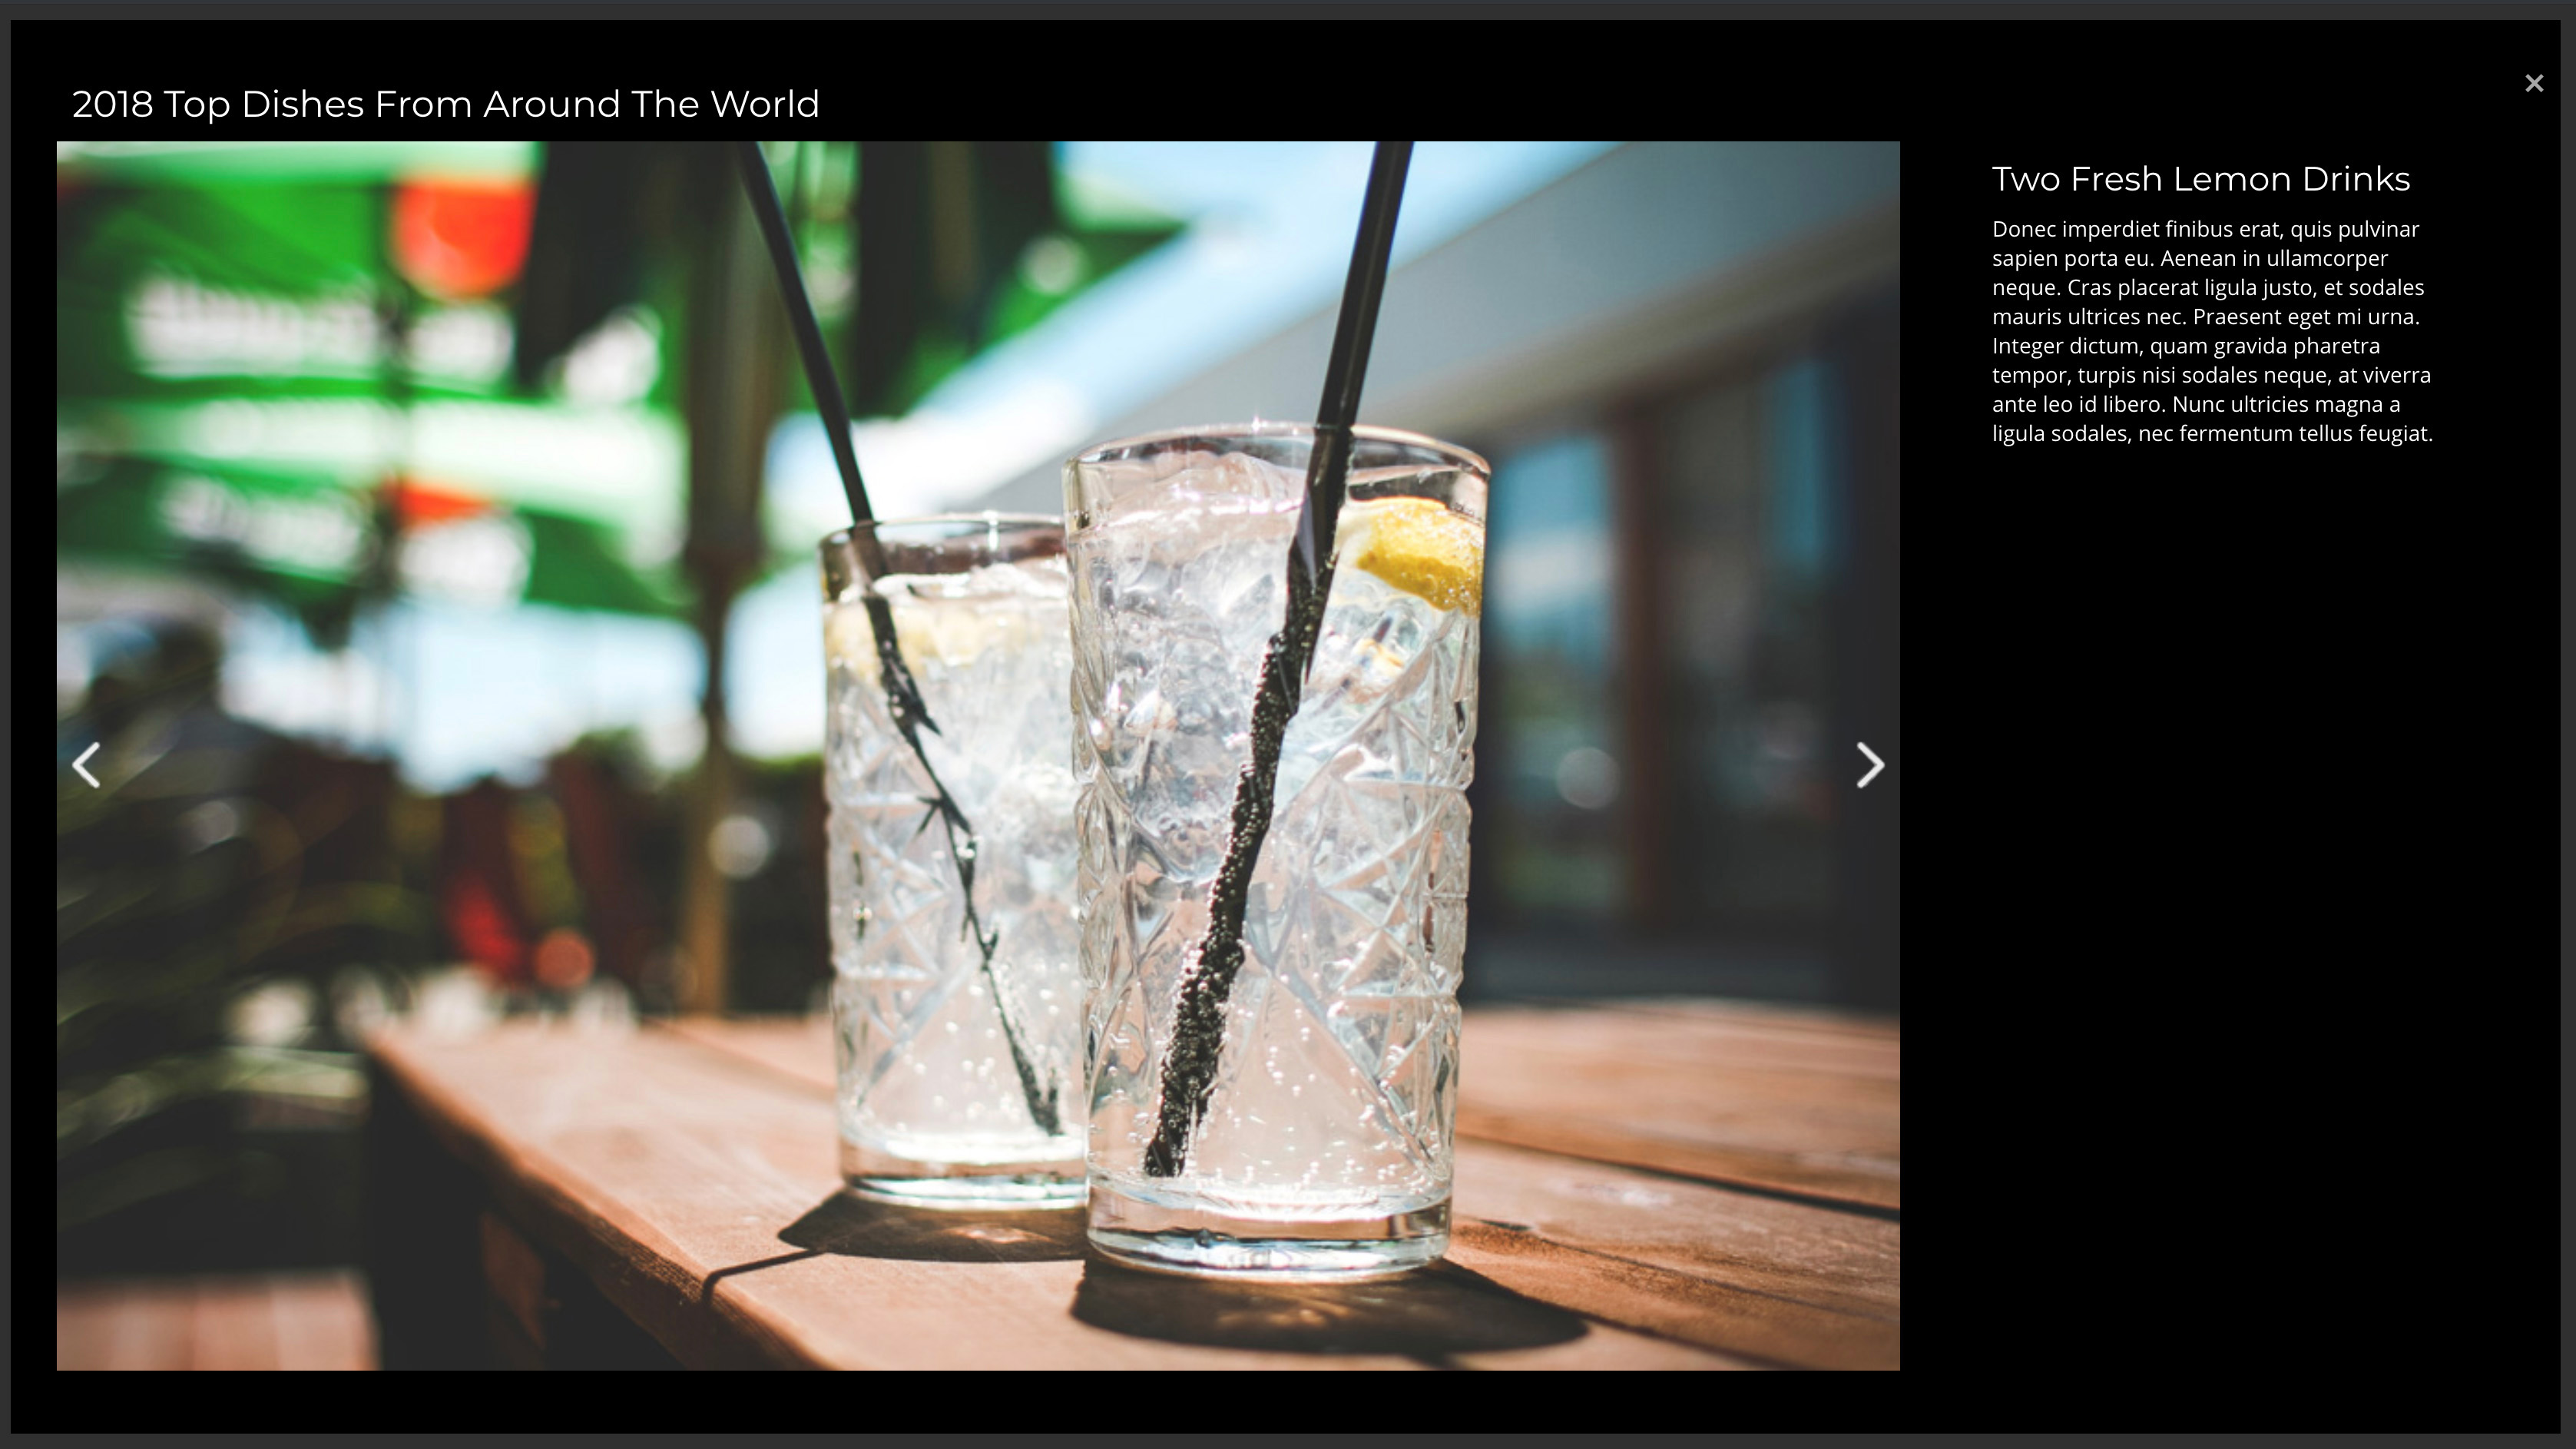 2018 Top Dishes From Around The World
Two Fresh Lemon Drinks
Donec imperdiet finibus erat, quis pulvinar
sapien porta eu. Aenean in ullamcorper
neque. Cras placerat ligula justo, et sodales
mauris ultrices nec. Praesent eget mi urna.
Integer dictum, quam gravida pharetra
tempor, turpis nisi sodales neque, at viverra
ante leo id libero. Nunc ultricies magna a
ligula sodales, nec fermentum tellus feugiat.